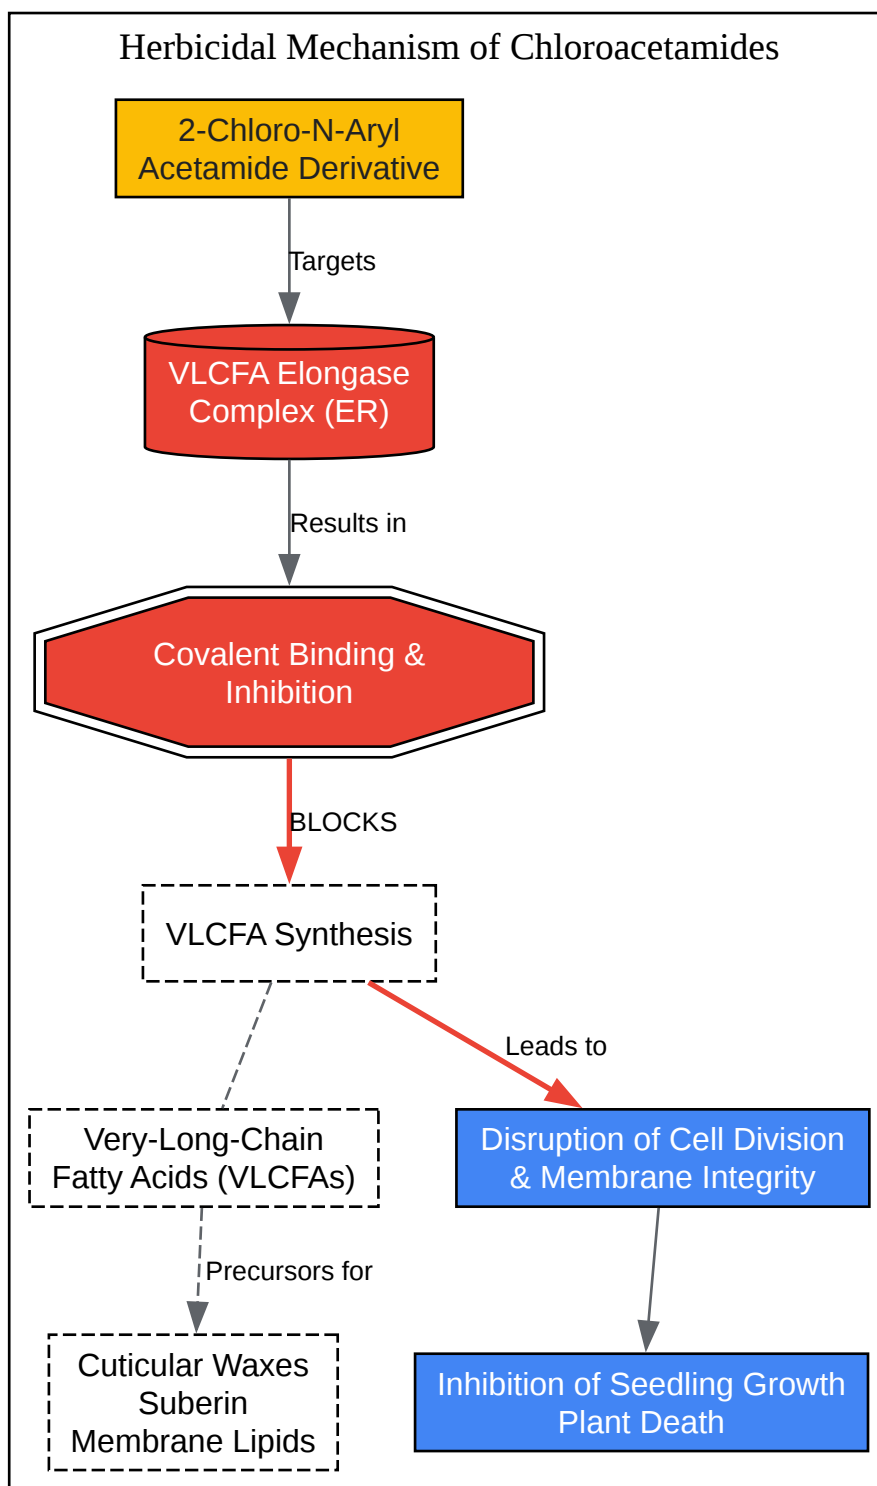 Herbicidal Mechanism of Chloroacetamides
2-Chloro-N-Aryl
Acetamide Derivative
Targets
VLCFA Elongase
Complex (ER)
Results in
Covalent Binding &
Inhibition
BLOCKS
VLCFA Synthesis
Leads to
Very-Long-Chain
Fatty Acids (VLCFAs)
Disruption of Cell Division
& Membrane Integrity
Precursors for
Cuticular Waxes
Suberin
Membrane Lipids
Inhibition of Seedling Growth
Plant Death